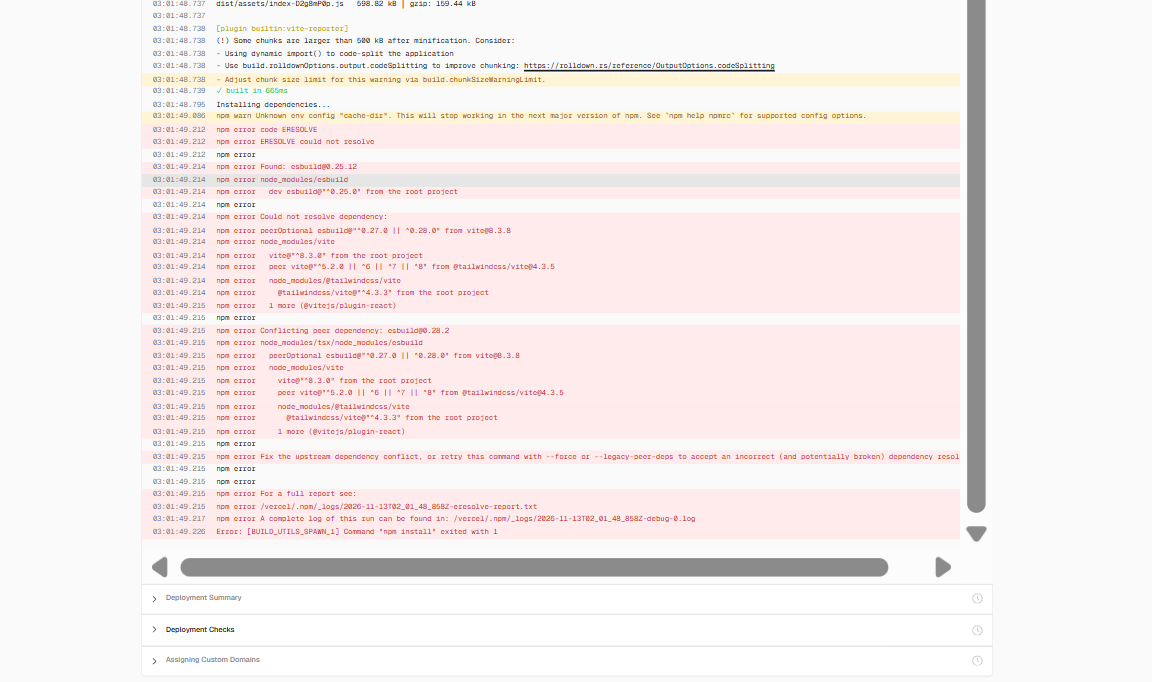 03:01:48.737 dist/assets/index-D2g8mP0p.js 598.82 kB │ gzip: 159.44 kB
03:01:48.737
03:01:48.738 [plugin builtin:vite-reporter]
03:01:48.738 (!) Some chunks are larger than 500 kB after minification. Consider:
03:01:48.738 - Using dynamic import() to code-split the application
03:01:48.738 - Use build.rolldownOptions.output.codeSplitting to improve chunking: https://rolldown.rs/reference/OutputOptions.codeSplitting
03:01:48.738 - Adjust chunk size limit for this warning via build.chunkSizeWarningLimit.
03:01:48.739 ✓ built in 665ms
03:01:48.795 Installing dependencies...
03:01:49.086 npm warn Unknown env config "cache-dir". This will stop working in the next major version of npm. See `npm help npmrc` for supported config options.
03:01:49.212 npm error code ERESOLVE
03:01:49.212 npm error ERESOLVE could not resolve
03:01:49.212 npm error
03:01:49.214 npm error Found: esbuild@0.25.12
03:01:49.214 npm error node_modules/esbuild
03:01:49.214 npm error   dev esbuild@"^0.25.0" from the root project
03:01:49.214 npm error
03:01:49.214 npm error Could not resolve dependency:
03:01:49.214 npm error peerOptional esbuild@"^0.27.0 || ^0.28.0" from vite@8.3.8
03:01:49.214 npm error node_modules/vite
03:01:49.214 npm error   vite@"^8.3.0" from the root project
03:01:49.214 npm error   peer vite@"^5.2.0 || ^6 || ^7 || ^8" from @tailwindcss/vite@4.3.5
03:01:49.214 npm error   node_modules/@tailwindcss/vite
03:01:49.214 npm error     @tailwindcss/vite@"^4.3.3" from the root project
03:01:49.215 npm error   1 more (@vitejs/plugin-react)
03:01:49.215 npm error
03:01:49.215 npm error Conflicting peer dependency: esbuild@0.28.2
03:01:49.215 npm error node_modules/tsx/node_modules/esbuild
03:01:49.215 npm error   peerOptional esbuild@"^0.27.0 || ^0.28.0" from vite@8.3.8
03:01:49.215 npm error   node_modules/vite
03:01:49.215 npm error     vite@"^8.3.0" from the root project
03:01:49.215 npm error     peer vite@"^5.2.0 || ^6 || ^7 || ^8" from @tailwindcss/vite@4.3.5
03:01:49.215 npm error     node_modules/@tailwindcss/vite
03:01:49.215 npm error       @tailwindcss/vite@"^4.3.3" from the root project
03:01:49.215 npm error     1 more (@vitejs/plugin-react)
03:01:49.215 npm error
03:01:49.215 npm error Fix the upstream dependency conflict, or retry this command with --force or --legacy-peer-deps to accept an incorrect (and potentially broken) dependency resol
03:01:49.215 npm error
03:01:49.215 npm error
03:01:49.215 npm error For a full report see:
03:01:49.215 npm error /vercel/.npm/_logs/2026-11-13T02_01_48_858Z-eresolve-report.txt
03:01:49.217 npm error A complete log of this run can be found in: /vercel/.npm/_logs/2026-11-13T02_01_48_858Z-debug-0.log
03:01:49.226 Error: [BUILD_UTILS_SPAWN_1] Command "npm install" exited with 1
Deployment Summary
Deployment Checks
Assigning Custom Domains